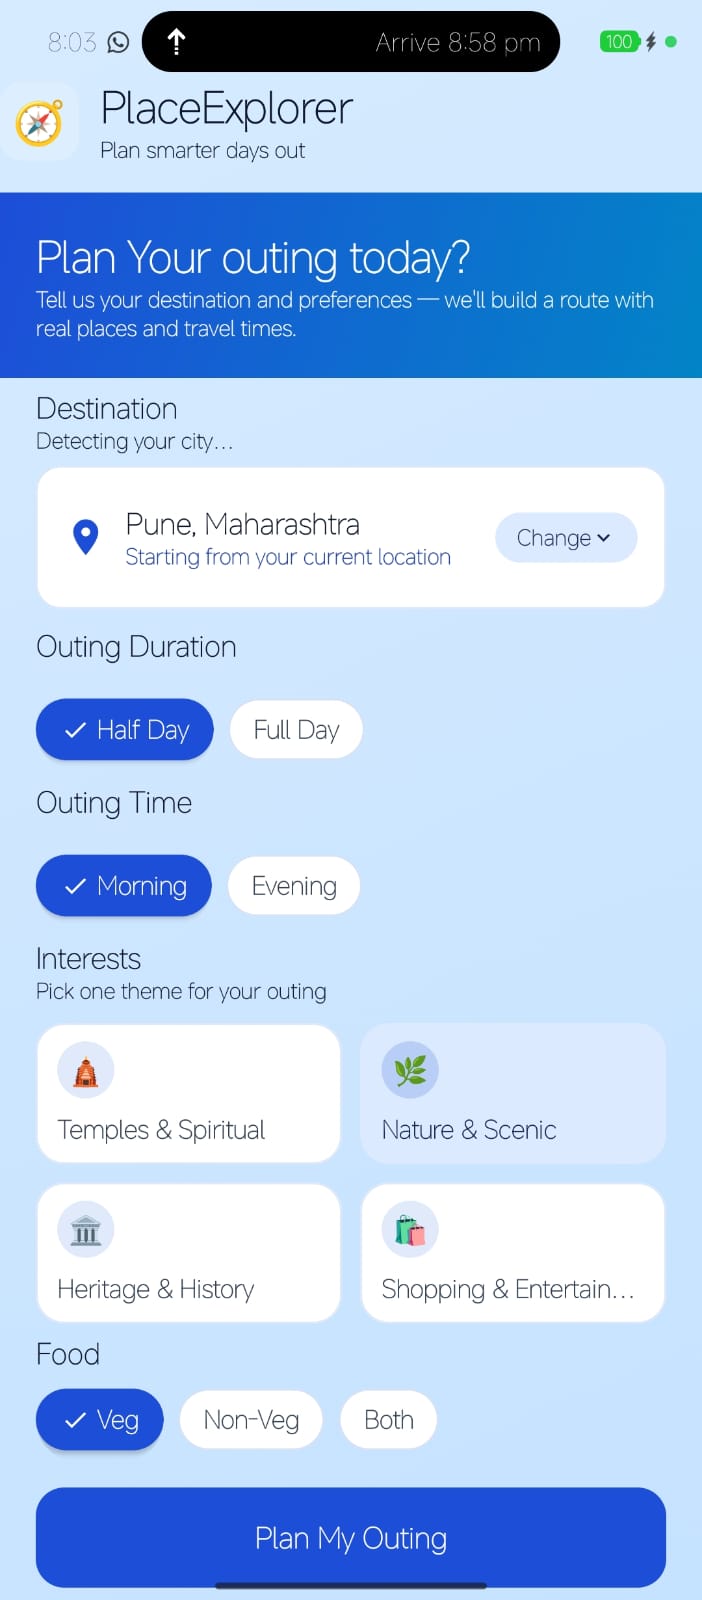 8:03
Arrive 8:58 pm
100
PlaceExplorer
Plan smarter days out
Plan Your outing today?
Tell us your destination and preferences — we'll build a route with
real places and travel times.
Destination
Detecting your city...
Pune, Maharashtra
Starting from your current location
Change
Outing Duration
Half Day
Full Day
Outing Time
Morning
Evening
Interests
Pick one theme for your outing
Temples & Spiritual
Nature & Scenic
Heritage & History
Shopping & Entertain...
Food
Veg
Non-Veg
Both
Plan My Outing